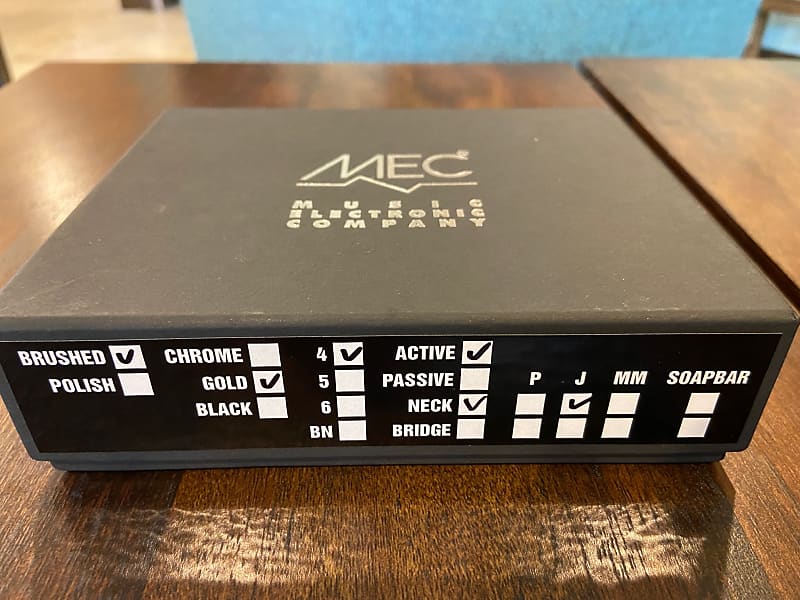 MEC®
MUSIC
ELECTRONIC
COMPANY
BRUSHED ✓ CHROME 4 ✓ ACTIVE ✓
POLISH GOLD ✓ 5 PASSIVE P J MM SOAPBAR
BLACK 6 NECK ✓ ✓
BN BRIDGE